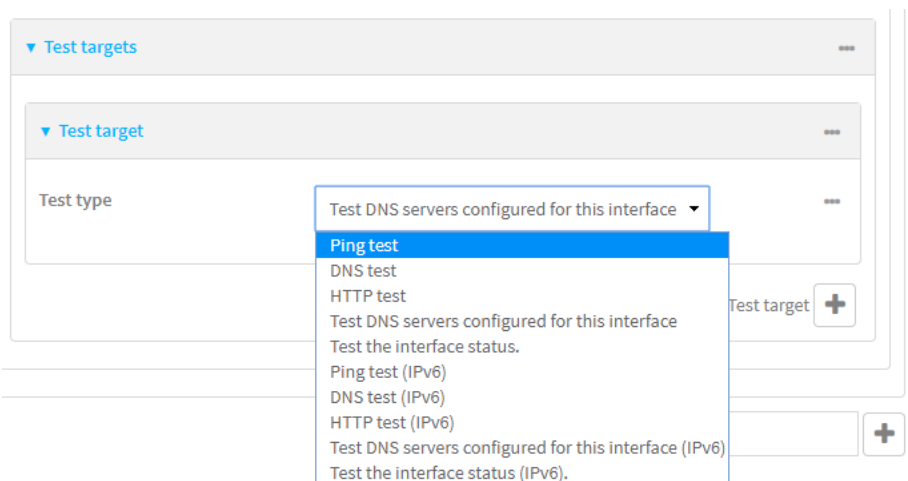 Test targets
Test target
Test type
Test DNS servers configured for this interface
Ping test
DNS test
HTTP test
Test DNS servers configured for this interface
Test the interface status.
Ping test (IPv6)
DNS test (IPv6)
HTTP test (IPv6)
Test DNS servers configured for this interface (IPv6)
Test the interface status (IPv6).
Test target